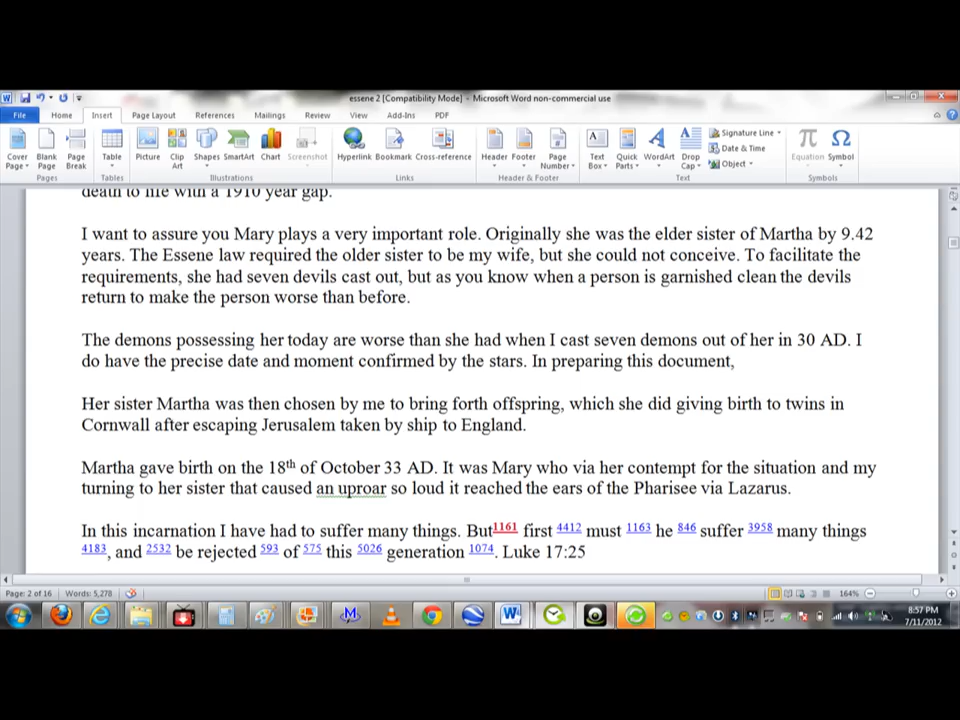 essene 2 [Compatibility Mode] - Microsoft Word non-commercial use
File Home Insert Page Layout References Mailings Review View Add-Ins PDF
Cover Page Blank Page Page Break Table Picture Clip Art Shapes SmartArt Chart Screenshot Hyperlink Bookmark Cross-reference Header Footer Page Number Text Box Quick Parts WordArt Drop Cap Signature Line Date & Time Object Equation Symbol
Pages Tables Illustrations Links Header & Footer Text Symbols
death to life with a 1910 year gap.
I want to assure you Mary plays a very important role. Originally she was the elder sister of Martha by 9.42
years. The Essene law required the older sister to be my wife, but she could not conceive. To facilitate the
requirements, she had seven devils cast out, but as you know when a person is garnished clean the devils
return to make the person worse than before.
The demons possessing her today are worse than she had when I cast seven demons out of her in 30 AD. I
do have the precise date and moment confirmed by the stars. In preparing this document,
Her sister Martha was then chosen by me to bring forth offspring, which she did giving birth to twins in
Cornwall after escaping Jerusalem taken by ship to England.
Martha gave birth on the 18th of October 33 AD. It was Mary who via her contempt for the situation and my
turning to her sister that caused an uproar so loud it reached the ears of the Pharisee via Lazarus.
In this incarnation I have had to suffer many things. But1161 first 4412 must 1163 he 846 suffer 3958 many things
4183, and 2532 be rejected 593 of 575 this 5026 generation 1074. Luke 17:25
Page: 2 of 16 Words: 5,278 164%
8:57 PM
7/11/2012